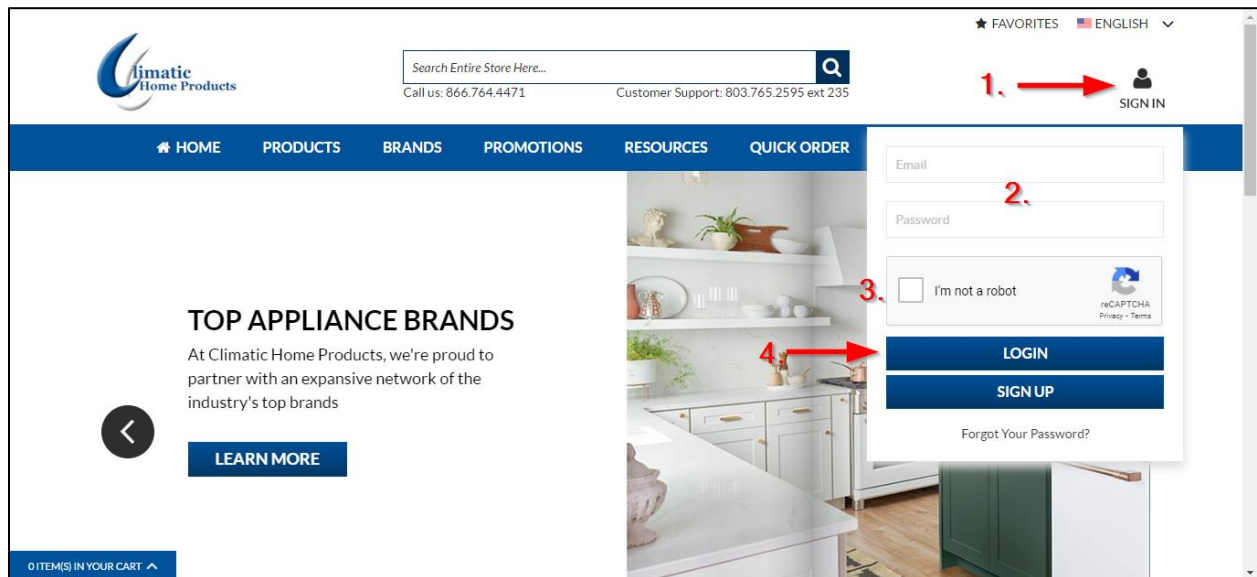 FAVORITES ENGLISH
Climatic
Home Products
Search Entire Store Here...
Call us: 866.764.4471 Customer Support: 803.765.2595 ext 235
1.
SIGN IN
HOME PRODUCTS BRANDS PROMOTIONS RESOURCES QUICK ORDER
Email
2.
Password
3.
I'm not a robot
reCAPTCHA
Privacy - Terms
TOP APPLIANCE BRANDS
At Climatic Home Products, we're proud to
partner with an expansive network of the
industry's top brands
4.
LOGIN
SIGN UP
Forgot Your Password?
LEARN MORE
0 ITEM(S) IN YOUR CART